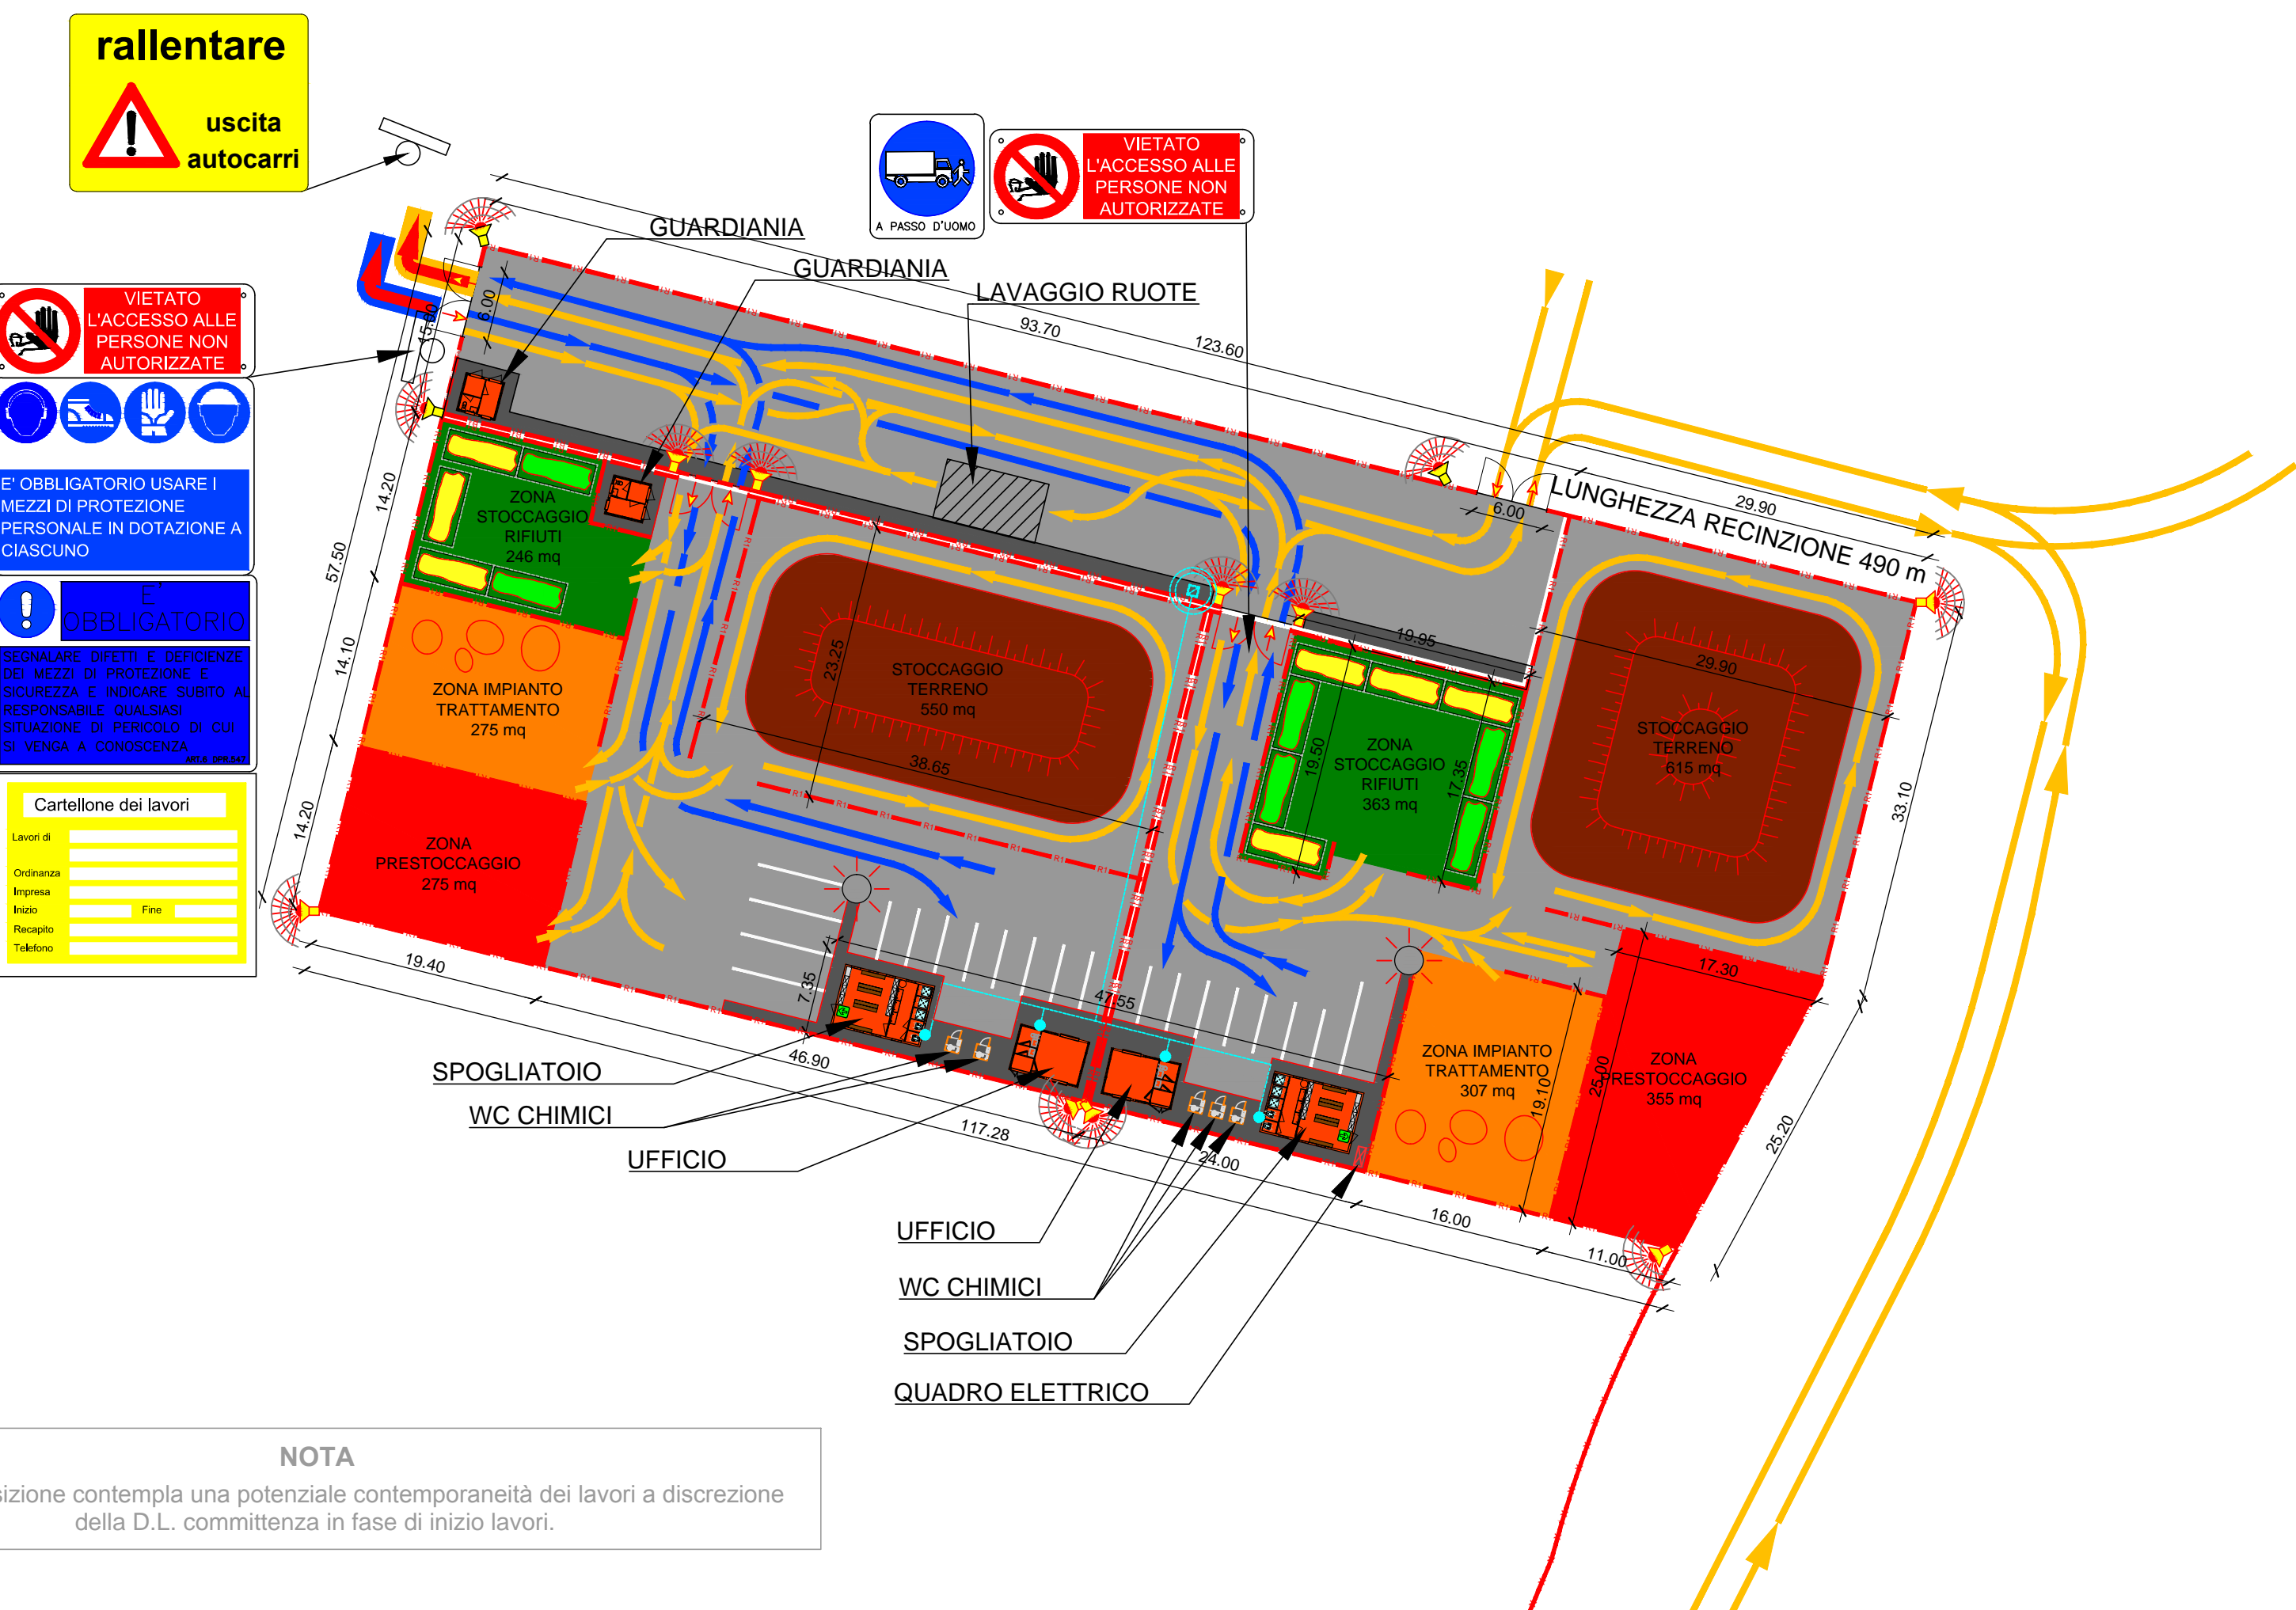 rallentare
uscita
autocarri
A PASSO D'UOMO
VIETATO
L'ACCESSO ALLE
PERSONE NON
AUTORIZZATE
GUARDIANIA
GUARDIANIA
LAVAGGIO RUOTE
93.70
123.60
29.90
6.00
LUNGHEZZA RECINZIONE 490 m
VIETATO
L'ACCESSO ALLE
PERSONE NON
AUTORIZZATE
E' OBBLIGATORIO USARE I
MEZZI DI PROTEZIONE
PERSONALE IN DOTAZIONE A
CIASCUNO
E'
OBBLIGATORIO
SEGNALARE DIFETTI E DEFICIENZE
DEI MEZZI DI PROTEZIONE E
SICUREZZA E INDICARE SUBITO AL
RESPONSABILE QUALSIASI
SITUAZIONE DI PERICOLO DI CUI
SI VENGA A CONOSCENZA
ART.6 DPR 547
Cartellone dei lavori
Lavori di
Ordinanza
Impresa
Inizio
Fine
Recapito
Telefono
15.00
6.00
57.50
14.20
14.10
14.20
ZONA
STOCCAGGIO
RIFIUTI
246 mq
ZONA IMPIANTO
TRATTAMENTO
275 mq
ZONA
PRESTOCCAGGIO
275 mq
23.25
STOCCAGGIO
TERRENO
550 mq
38.65
19.95
19.50
17.35
ZONA
STOCCAGGIO
RIFIUTI
363 mq
29.90
STOCCAGGIO
TERRENO
615 mq
33.10
17.30
19.40
7.35
47.55
46.90
117.28
24.00
ZONA IMPIANTO
TRATTAMENTO
307 mq
19.10
25.00
ZONA
PRESTOCCAGGIO
355 mq
25.20
16.00
11.00
SPOGLIATOIO
WC CHIMICI
UFFICIO
UFFICIO
WC CHIMICI
SPOGLIATOIO
QUADRO ELETTRICO
NOTA
sizione contempla una potenziale contemporaneità dei lavori a discrezione
della D.L. committenza in fase di inizio lavori.